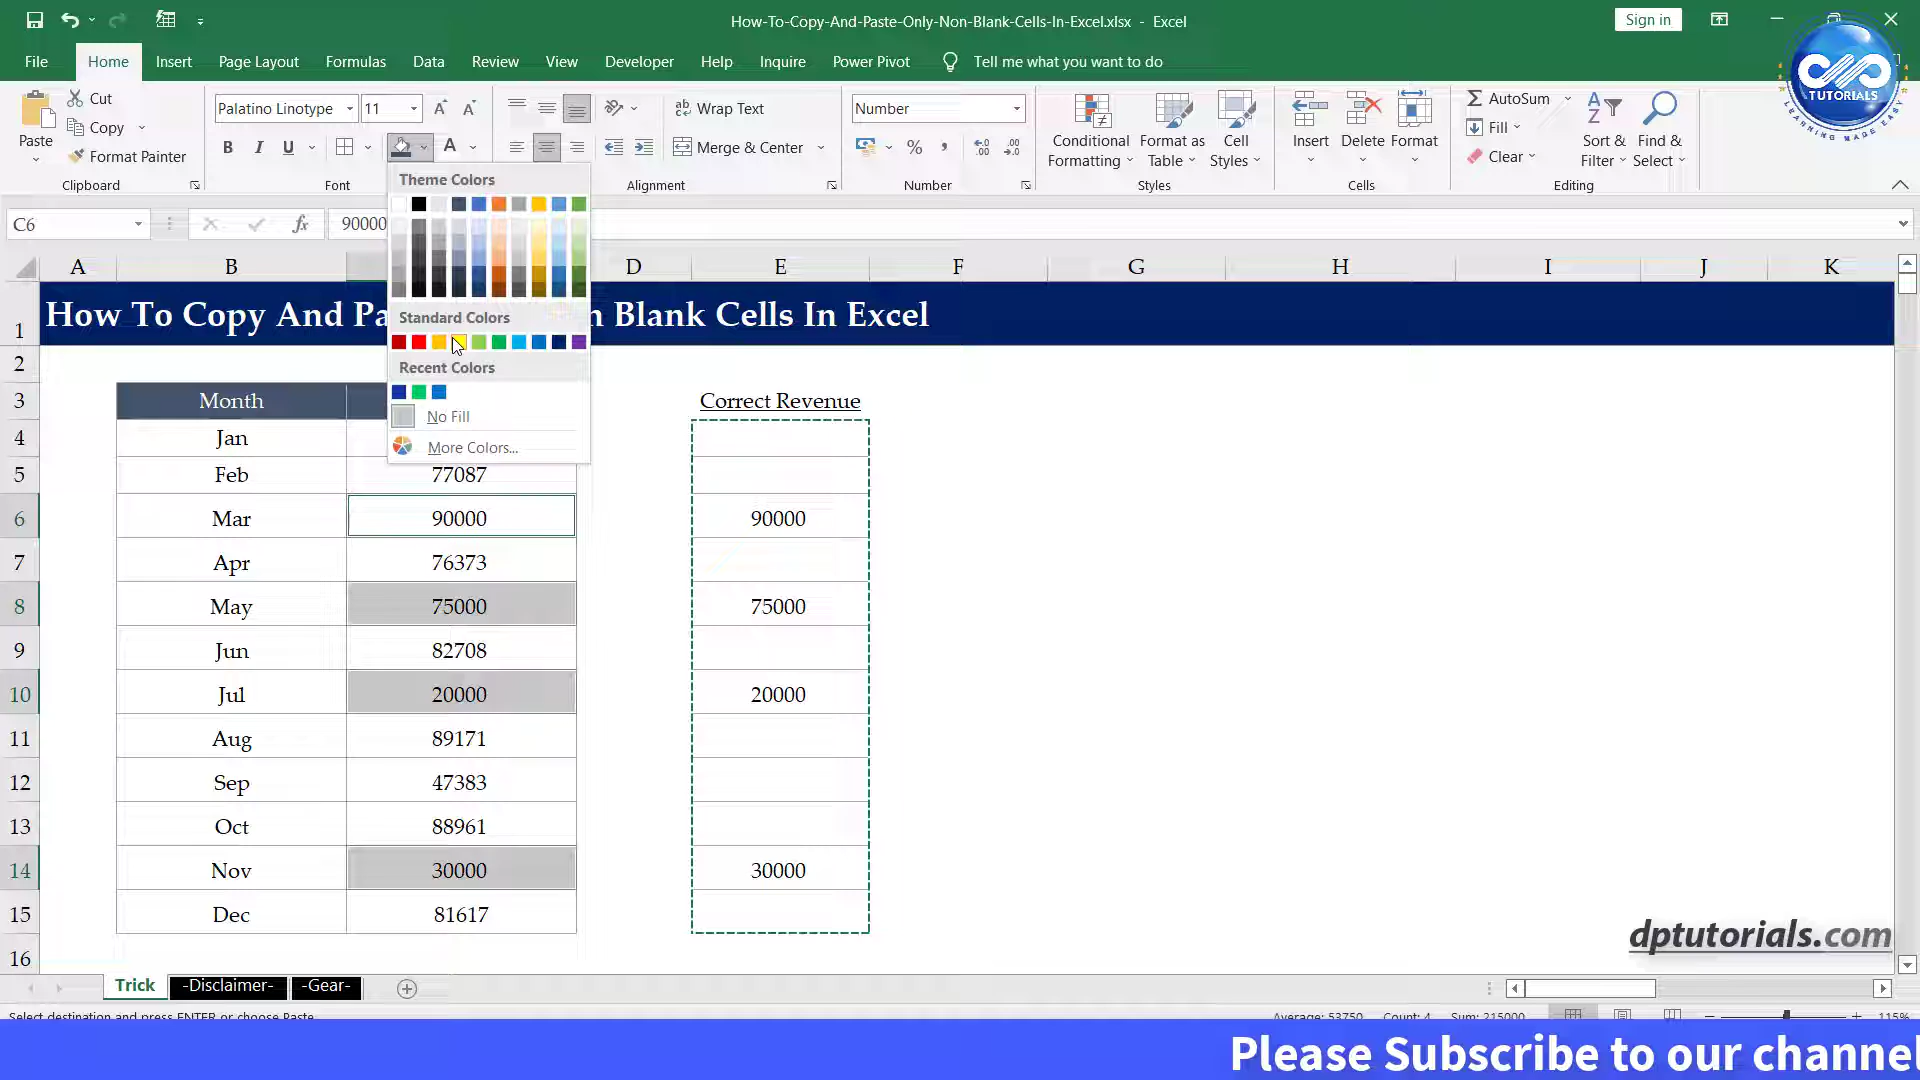 How-To-Copy-And-Paste-Only-Non-Blank-Cells-In-Excel.xlsx - Excel
Sign in
File Home Insert Page Layout Formulas Data Review View Developer Help Inquire Power Pivot Tell me what you want to do
TUTORIALS
LEARNING MADE EASY
Paste
Cut
Copy
Format Painter
Clipboard
Palatino Linotype 11
B I U A
Font
Wrap Text
Merge & Center
Alignment
Number
% ,
Number
Conditional Formatting
Format as Table
Cell Styles
Styles
Insert Delete Format
Cells
AutoSum
Fill
Clear
Sort & Filter
Find & Select
Editing
C6 fx 90000
Theme Colors
Standard Colors
Recent Colors
No Fill
More Colors...
A B D E F G H I J K
1 How To Copy And Pa n Blank Cells In Excel
2
3 Month Correct Revenue
4 Jan
5 Feb 77087
6 Mar 90000 90000
7 Apr 76373
8 May 75000 75000
9 Jun 82708
10 Jul 20000 20000
11 Aug 89171
12 Sep 47383
13 Oct 88961
14 Nov 30000 30000
15 Dec 81617
16
dptutorials.com
Trick -Disclaimer- -Gear-
Select destination and press ENTER or choose Paste Average: 53750 Count: 4 Sum: 215000 115%
Please Subscribe to our channel